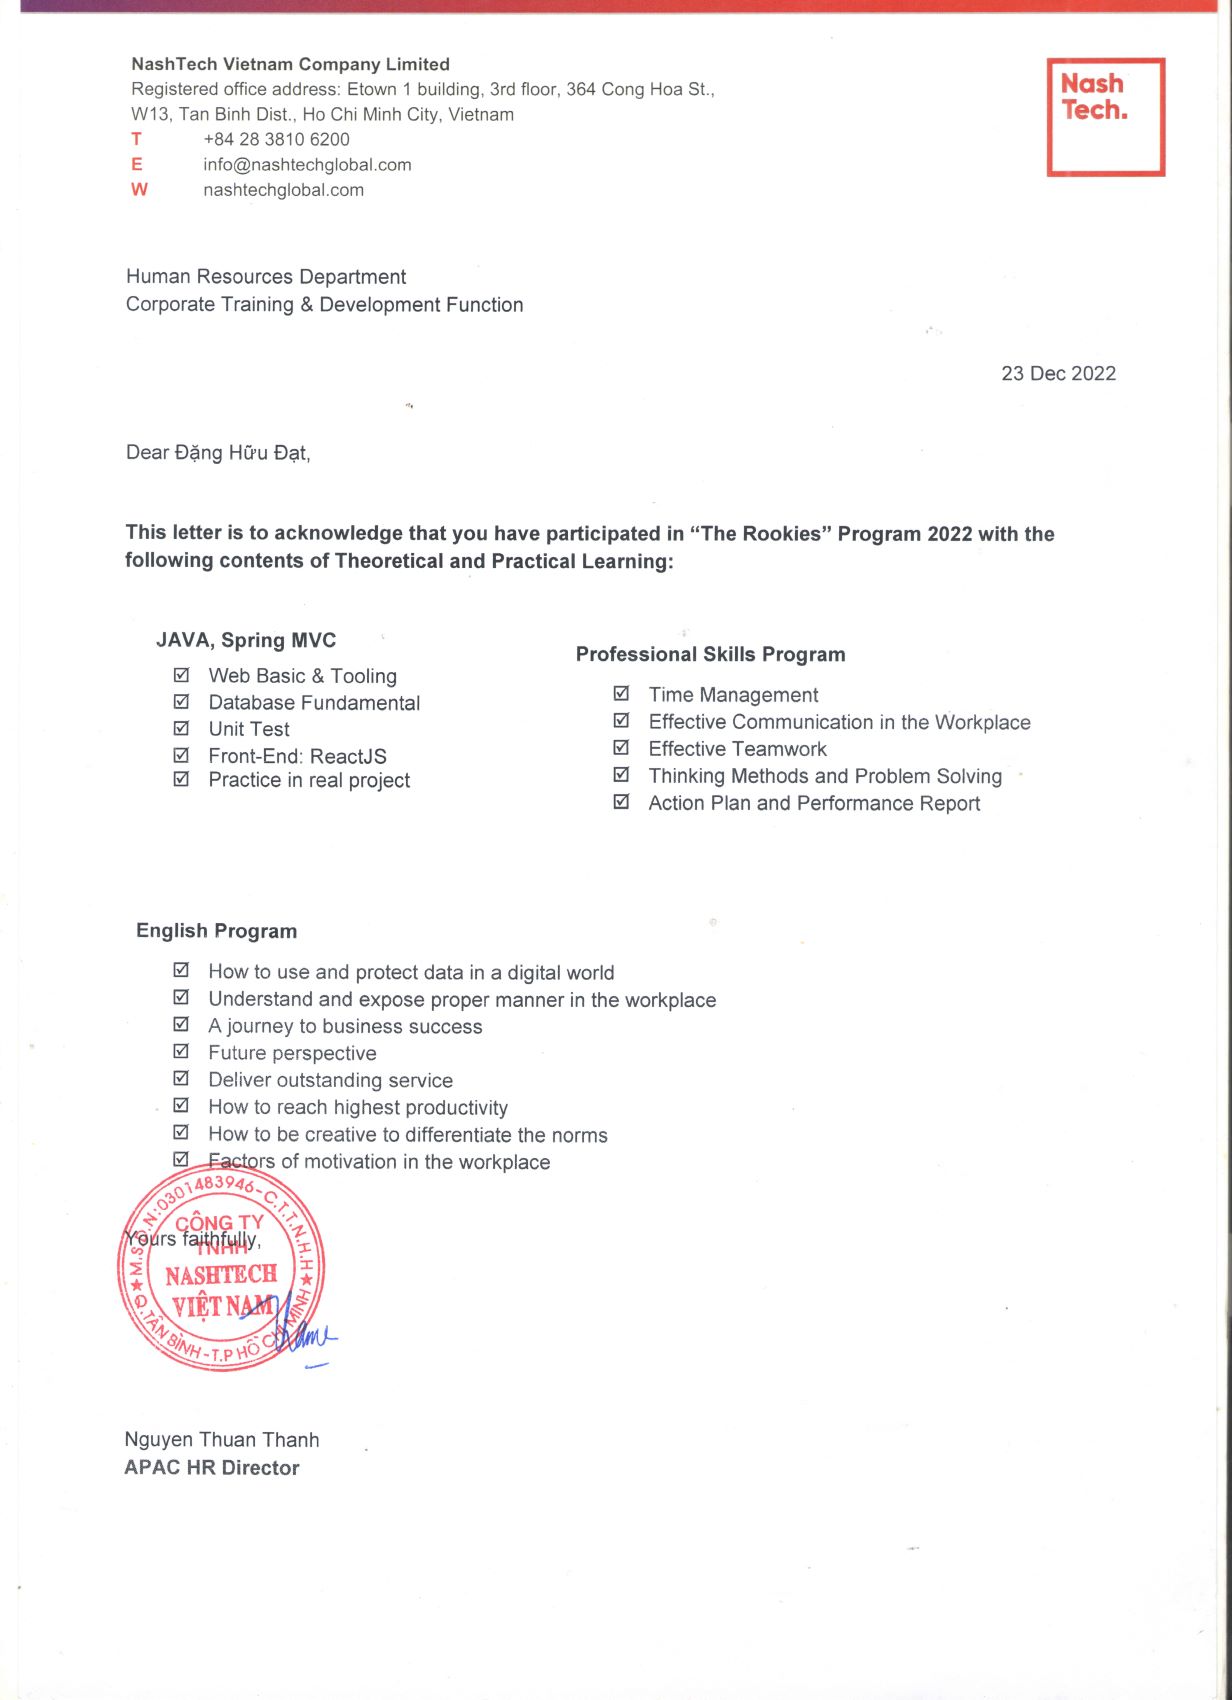 NashTech Vietnam Company Limited
Registered office address: Etown 1 building, 3rd floor, 364 Cong Hoa St.,
W13, Tan Binh Dist., Ho Chi Minh City, Vietnam
T +84 28 3810 6200
E info@nashtechglobal.com
W nashtechglobal.com
Nash
Tech.
Human Resources Department
Corporate Training & Development Function
23 Dec 2022
Dear Đặng Hữu Đạt,
This letter is to acknowledge that you have participated in “The Rookies” Program 2022 with the
following contents of Theoretical and Practical Learning:
JAVA, Spring MVC
☑ Web Basic & Tooling
☑ Database Fundamental
☑ Unit Test
☑ Front-End: ReactJS
☑ Practice in real project
Professional Skills Program
☑ Time Management
☑ Effective Communication in the Workplace
☑ Effective Teamwork
☑ Thinking Methods and Problem Solving
☑ Action Plan and Performance Report
English Program
☑ How to use and protect data in a digital world
☑ Understand and expose proper manner in the workplace
☑ A journey to business success
☑ Future perspective
☑ Deliver outstanding service
☑ How to reach highest productivity
☑ How to be creative to differentiate the norms
☑ Factors of motivation in the workplace
Yours faithfully,
M.S.D.N:0301483946-C.T.T.N.H.H
CÔNG TY
TNHH
NASHTECH
VIỆT NAM
Q.TÂN BÌNH-T.P HỒ CHÍ MINH
Nguyen Thuan Thanh
APAC HR Director